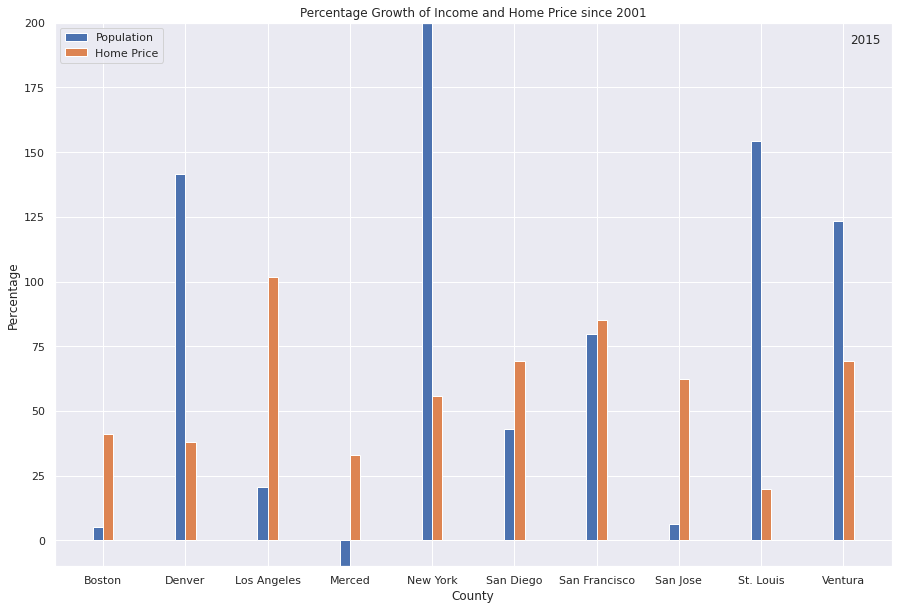 Percentage Growth of Income and Home Price since 2001
Population
Home Price
2015
200
175
150
125
100
75
50
25
0
Percentage
Boston Denver Los Angeles Merced New York San Diego San Francisco San Jose St. Louis Ventura
County